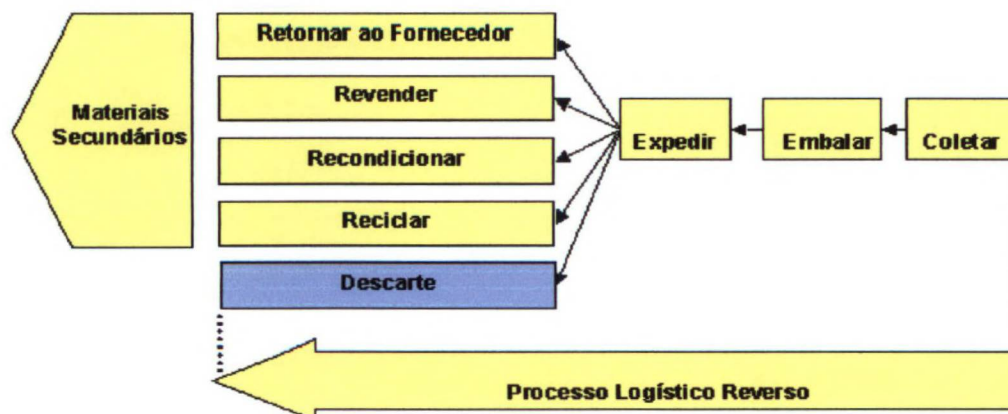 Retornar ao Fornecedor
Revender
Materiais
Secundários
Recondicionar
Reciclar
Descarte
Expedir
Embalar
Coletar
Processo Logístico Reverso